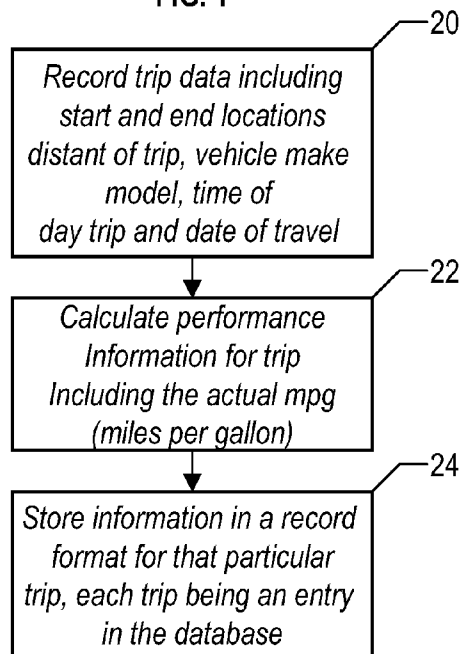 20
Record trip data including
start and end locations
distant of trip, vehicle make
model, time of
day trip and date of travel
22
Calculate performance
Information for trip
Including the actual mpg
(miles per gallon)
24
Store information in a record
format for that particular
trip, each trip being an entry
in the database